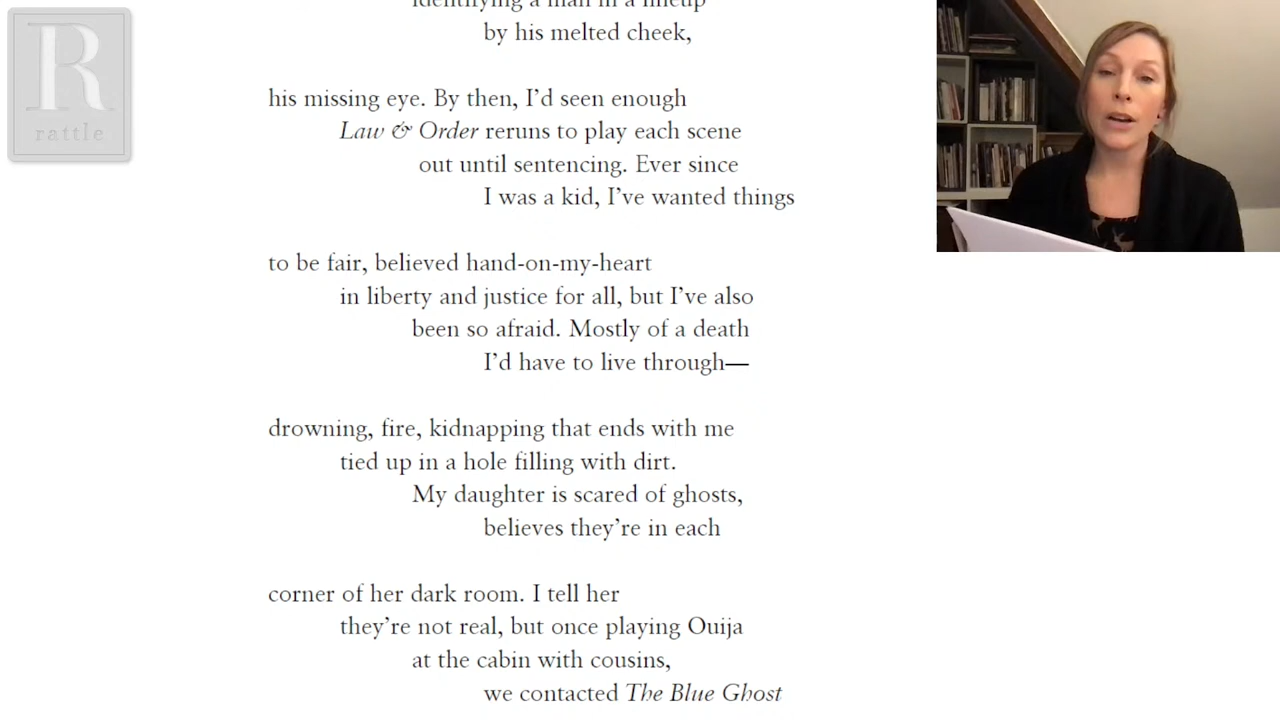 R
rattle
identifying a man in a lineup
by his melted cheek,
his missing eye. By then, I’d seen enough
Law & Order reruns to play each scene
out until sentencing. Ever since
I was a kid, I’ve wanted things
to be fair, believed hand-on-my-heart
in liberty and justice for all, but I’ve also
been so afraid. Mostly of a death
I’d have to live through—
drowning, fire, kidnapping that ends with me
tied up in a hole filling with dirt.
My daughter is scared of ghosts,
believes they’re in each
corner of her dark room. I tell her
they’re not real, but once playing Ouija
at the cabin with cousins,
we contacted The Blue Ghost